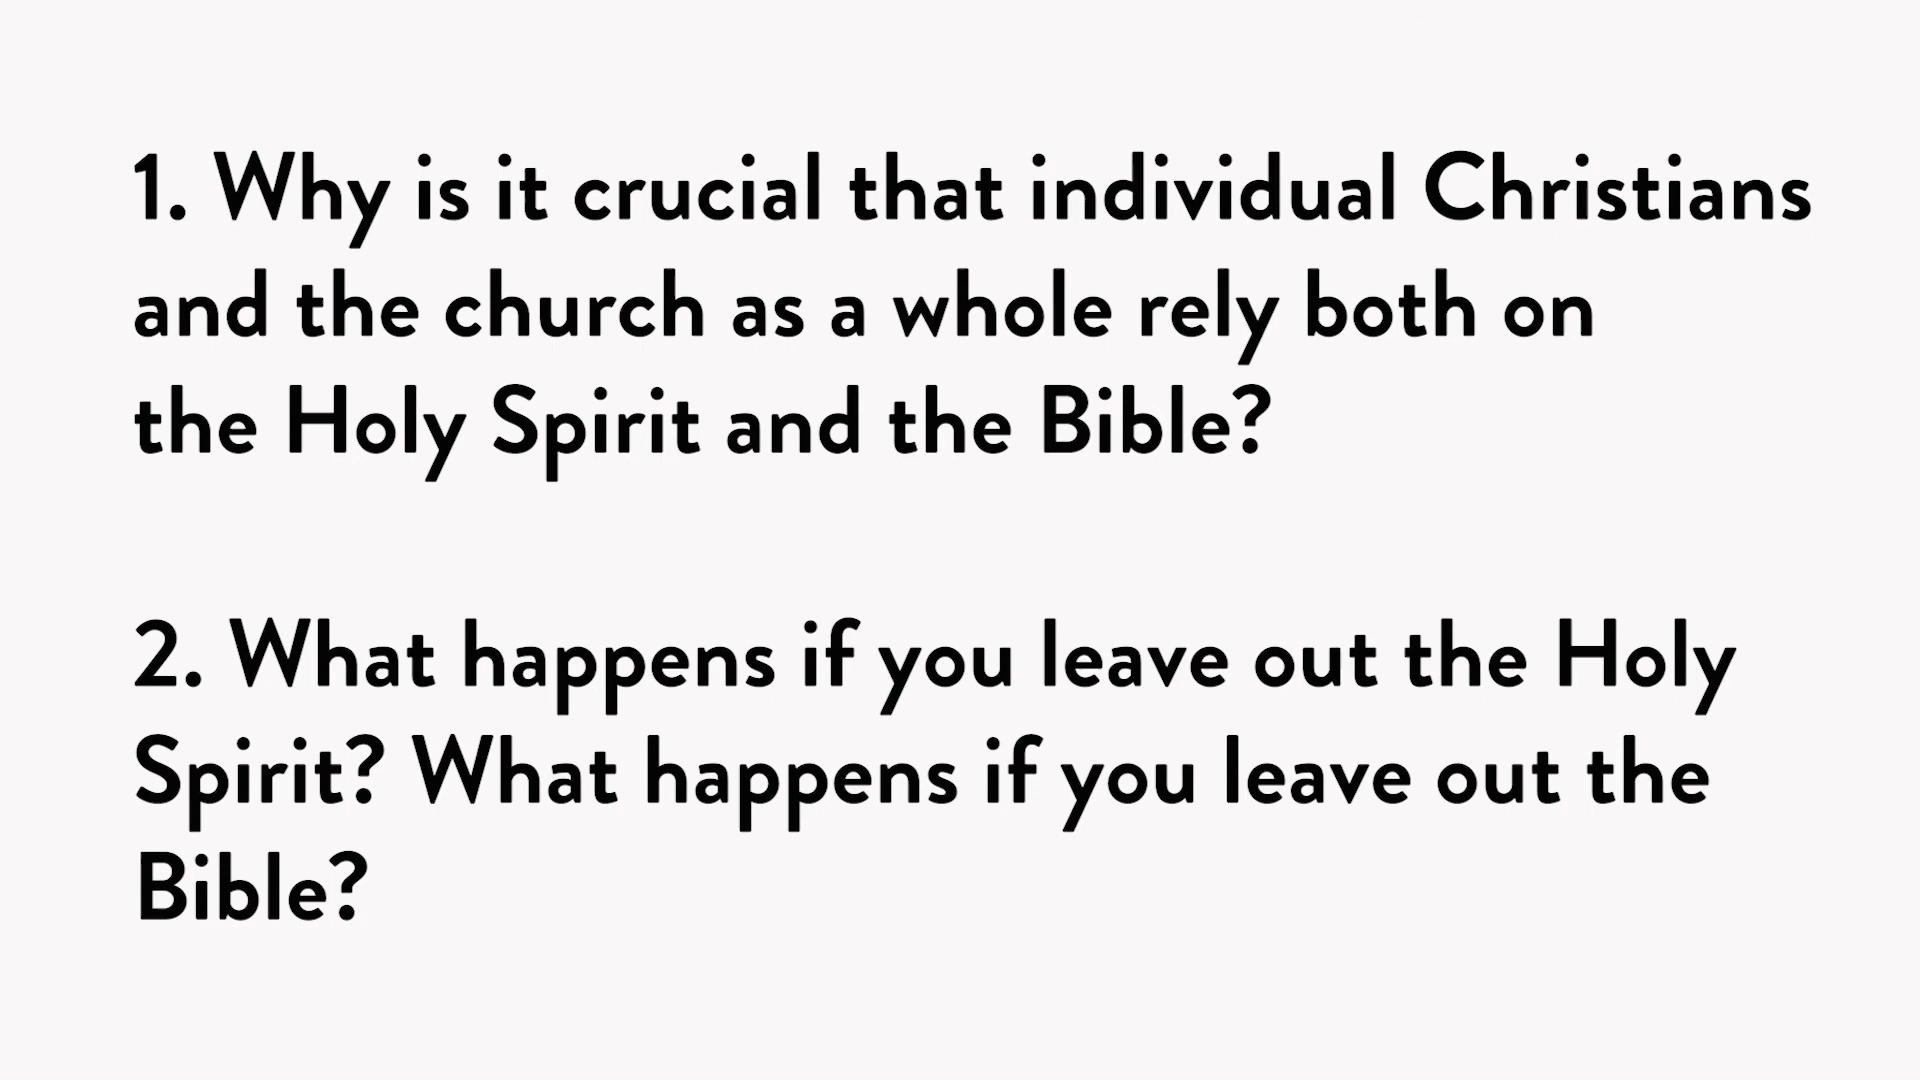 1. Why is it crucial that individual Christians
and the church as a whole rely both on
the Holy Spirit and the Bible?
2. What happens if you leave out the Holy
Spirit? What happens if you leave out the
Bible?